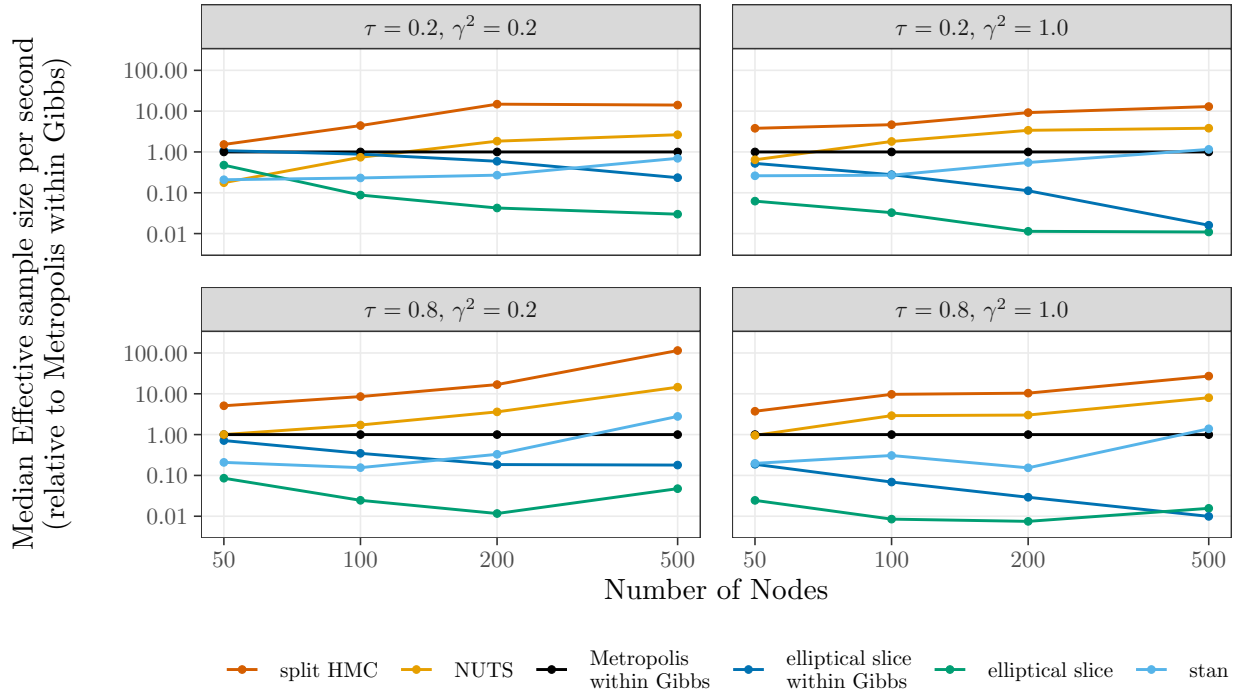 Median Effective sample size per second
(relative to Metropolis within Gibbs)
τ = 0.2, γ² = 0.2
τ = 0.2, γ² = 1.0
100.00
10.00
1.00
0.10
0.01
τ = 0.8, γ² = 0.2
τ = 0.8, γ² = 1.0
100.00
10.00
1.00
0.10
0.01
50 100 200 500 50 100 200 500
Number of Nodes
split HMC
NUTS
Metropolis
within Gibbs
elliptical slice
within Gibbs
elliptical slice
stan